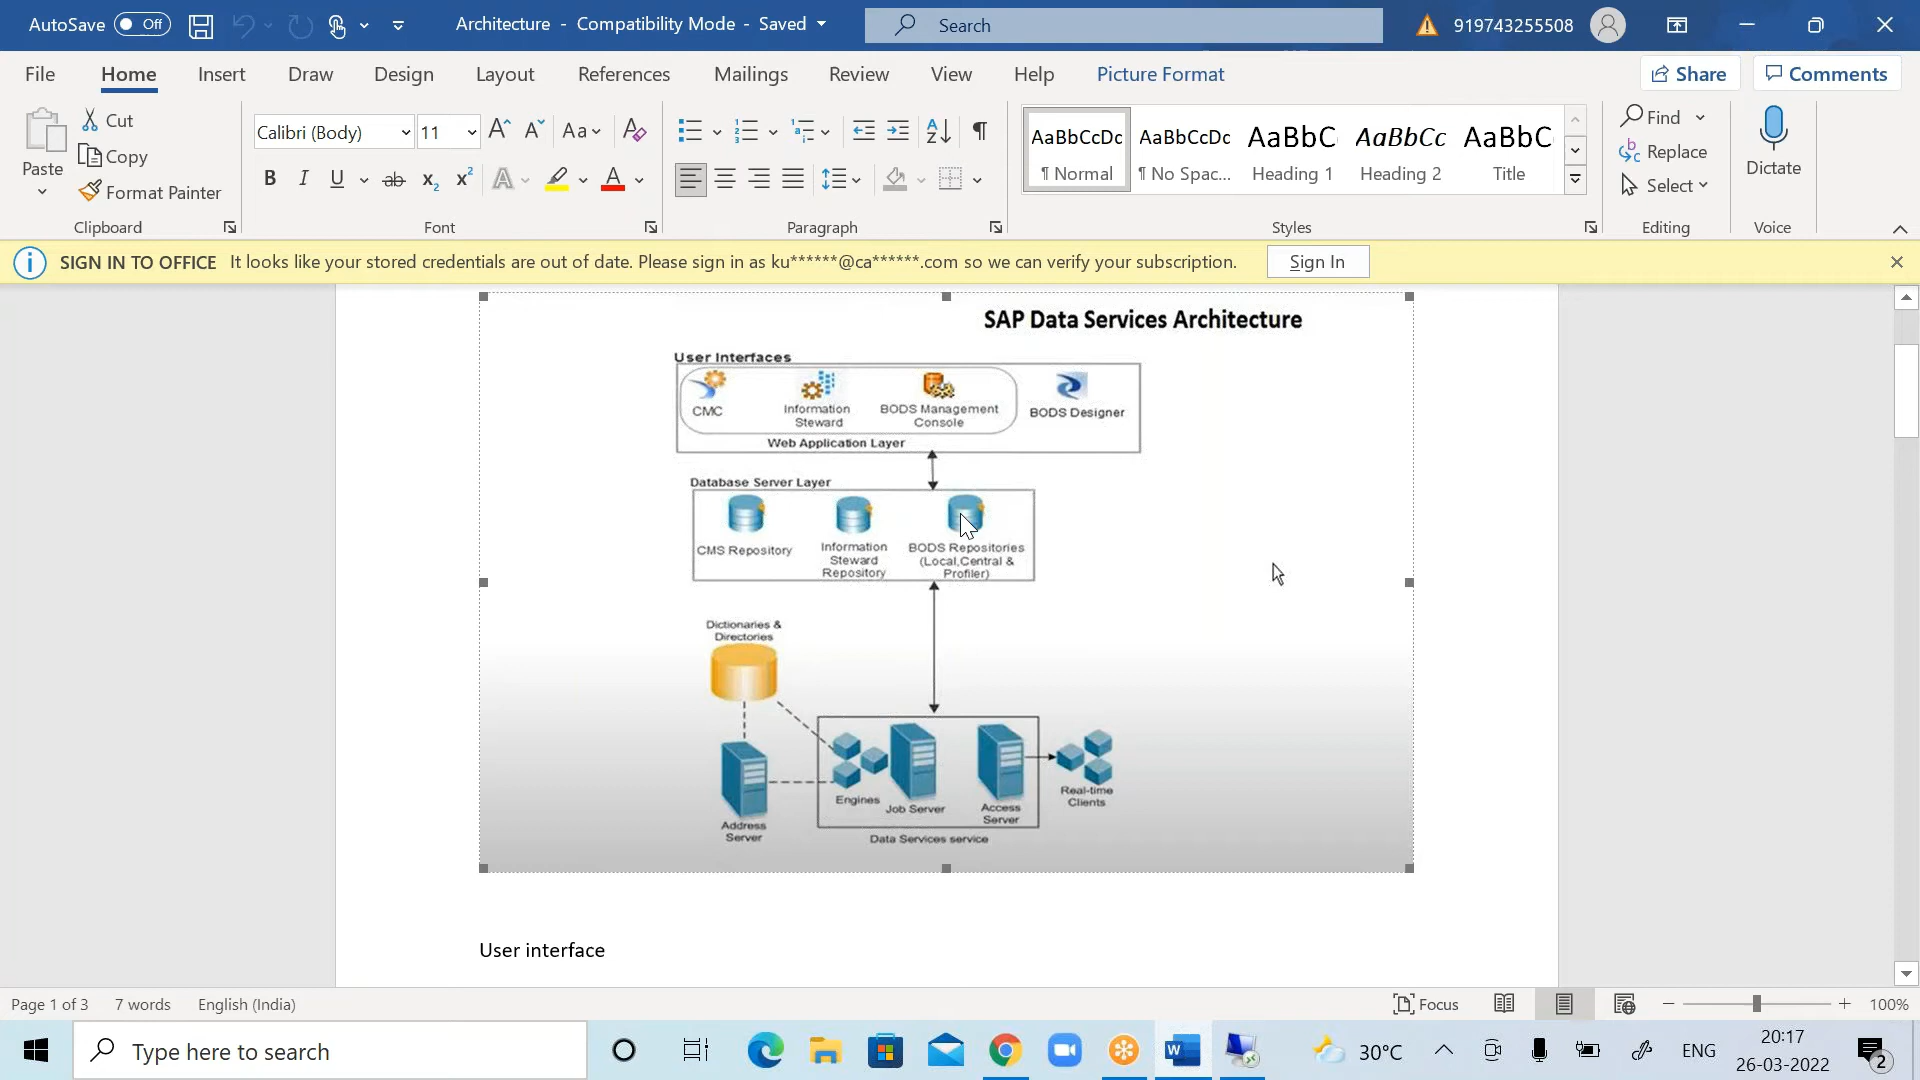 AutoSave Off
Architecture - Compatibility Mode - Saved
Search
919743255508
File Home Insert Draw Design Layout References Mailings Review View Help Picture Format
Share
Comments
Paste
Cut
Copy
Format Painter
Clipboard
Calibri (Body) 11
Font
Paragraph
AaBbCcDc
¶ Normal
AaBbCcDc
¶ No Spac...
AaBbC
Heading 1
AaBbCc
Heading 2
AaBbC
Title
Styles
Find
Replace
Select
Editing
Dictate
Voice
SIGN IN TO OFFICE It looks like your stored credentials are out of date. Please sign in as ku******@ca******.com so we can verify your subscription.
Sign In
SAP Data Services Architecture
User Interfaces
CMC
Information
Steward
BODS Management
Console
BODS Designer
Web Application Layer
Database Server Layer
CMS Repository
Information
Steward
Repository
BODS Repositories
(Local,Central &
Profiler)
Dictionaries &
Directories
Engines
Job Server
Access
Server
Real-time
Clients
Address
Server
Data Services service
User interface
Page 1 of 3 7 words English (India)
Focus
100%
Type here to search
30°C
ENG
20:17
26-03-2022
2